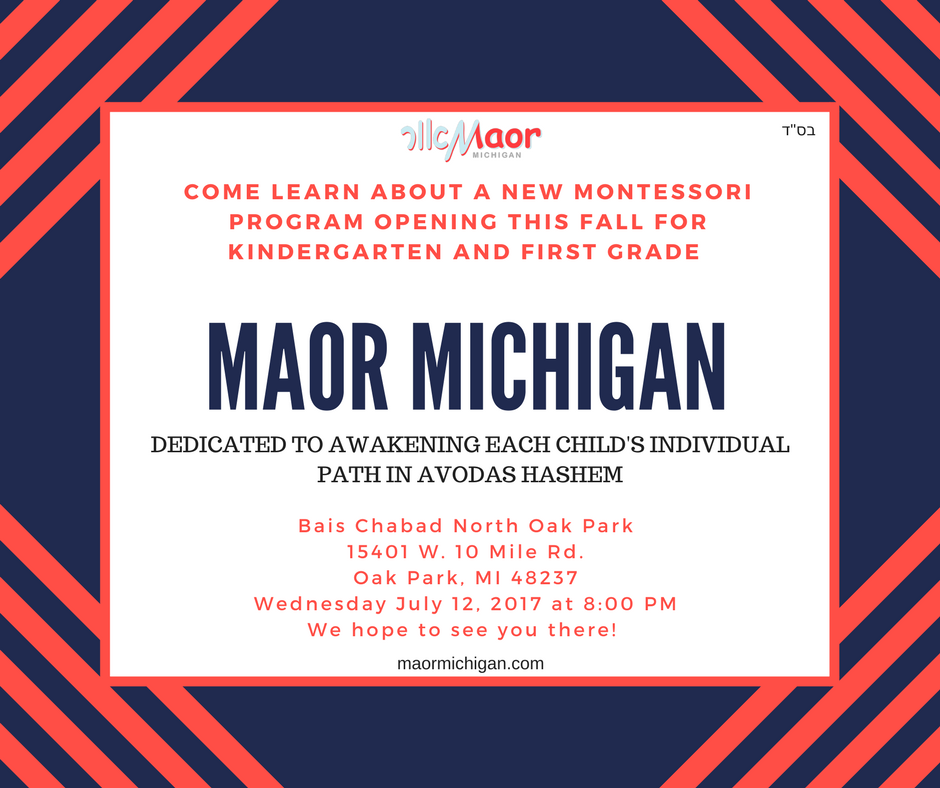 בס"ד
Maor
MICHIGAN
COME LEARN ABOUT A NEW MONTESSORI
PROGRAM OPENING THIS FALL FOR
KINDERGARTEN AND FIRST GRADE
MAOR MICHIGAN
DEDICATED TO AWAKENING EACH CHILD'S INDIVIDUAL
PATH IN AVODAS HASHEM
Bais Chabad North Oak Park
15401 W. 10 Mile Rd.
Oak Park, MI 48237
Wednesday July 12, 2017 at 8:00 PM
We hope to see you there!
maormichigan.com